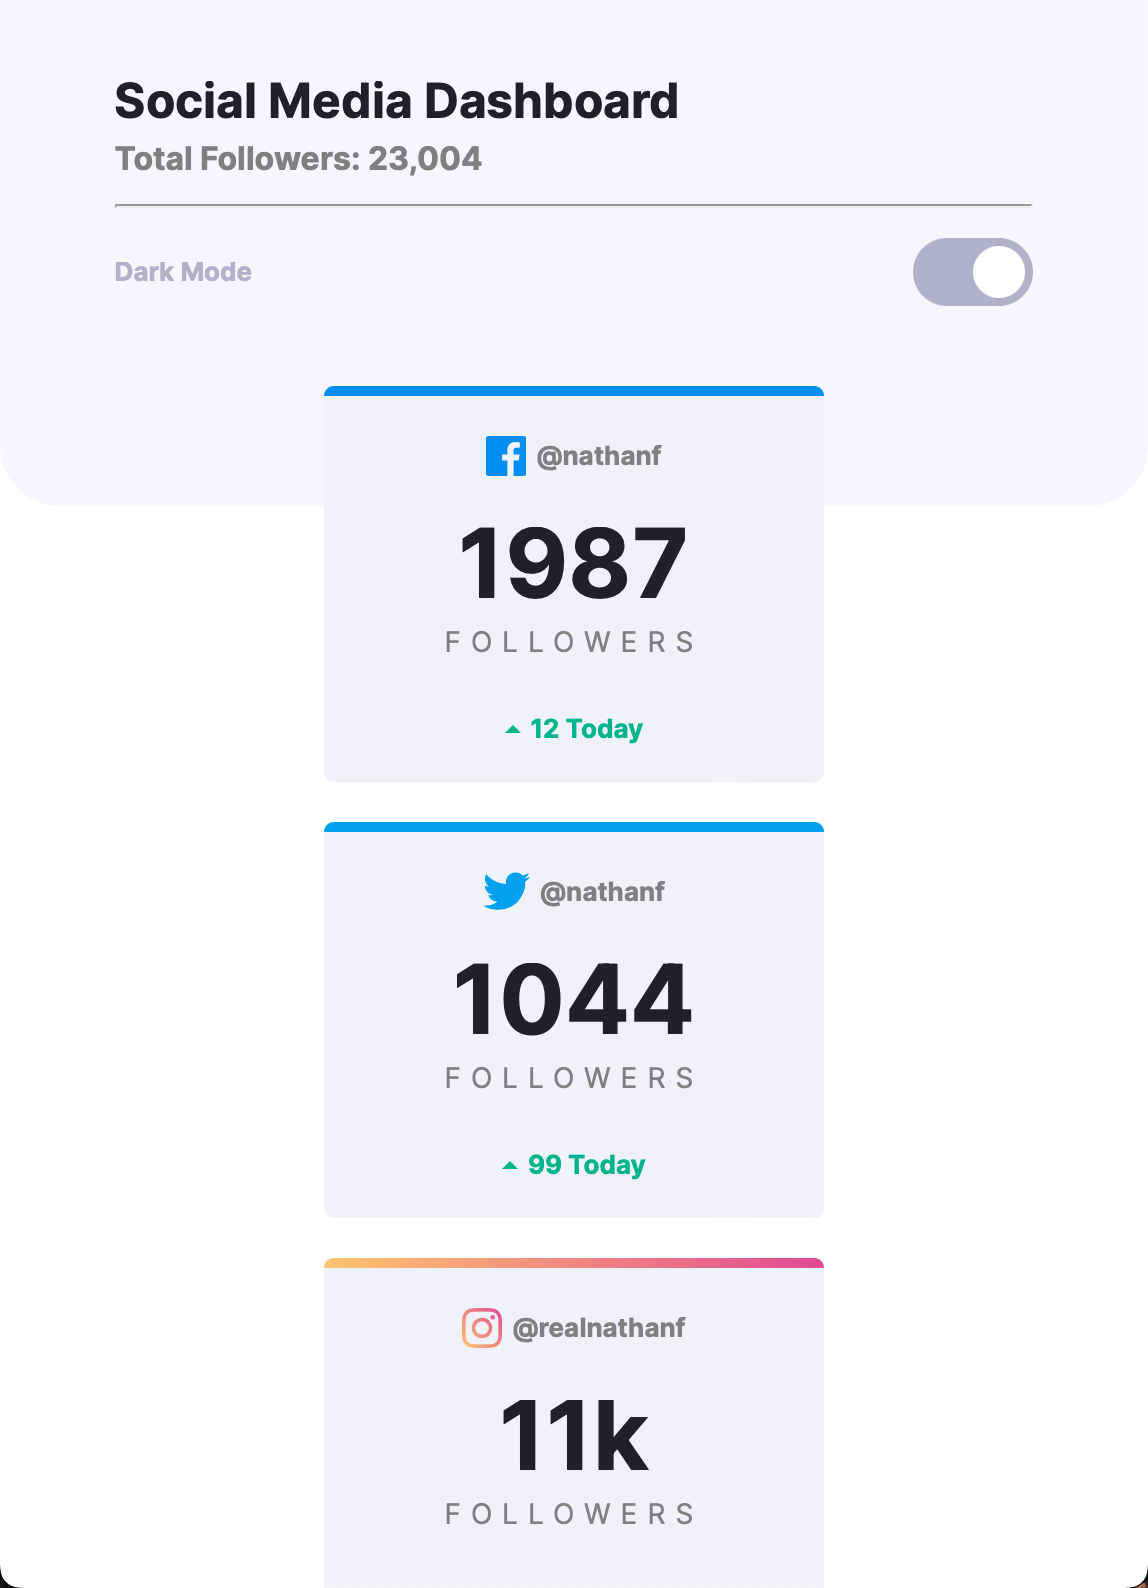 Social Media Dashboard
Total Followers: 23,004
Dark Mode
@nathanf
1987
FOLLOWERS
12 Today
@nathanf
1044
FOLLOWERS
99 Today
@realnathanf
11k
FOLLOWERS